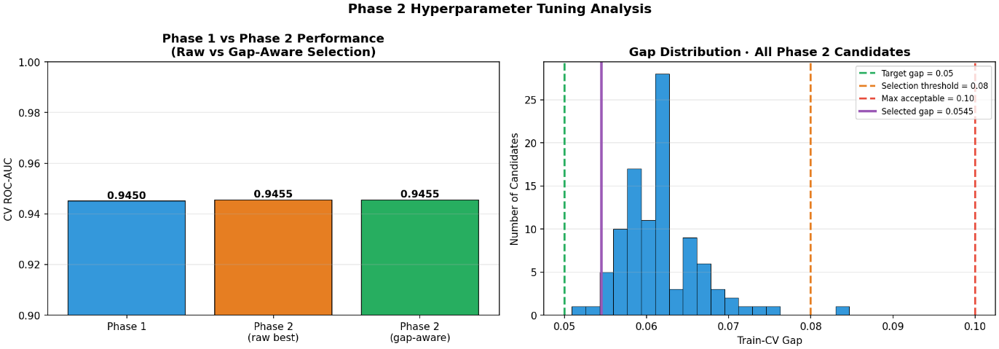 Phase 2 Hyperparameter Tuning Analysis
Phase 1 vs Phase 2 Performance
(Raw vs Gap-Aware Selection)
CV ROC-AUC
1.00
0.98
0.96
0.94
0.92
0.90
0.9450
0.9455
0.9455
Phase 1
Phase 2
(raw best)
Phase 2
(gap-aware)
Gap Distribution · All Phase 2 Candidates
Number of Candidates
25
20
15
10
5
0
Target gap = 0.05
Selection threshold = 0.08
Max acceptable = 0.10
Selected gap = 0.0545
0.05
0.06
0.07
0.08
0.09
0.10
Train-CV Gap